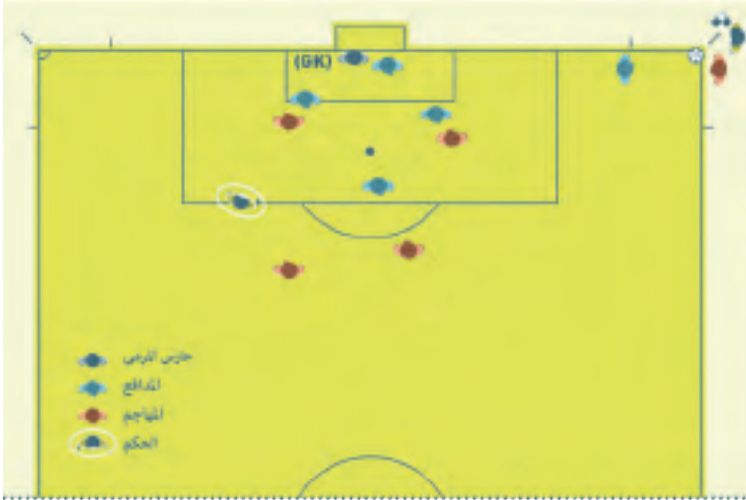 (GK)
حارس المرمى
المدافع
المهاجم
الحكم